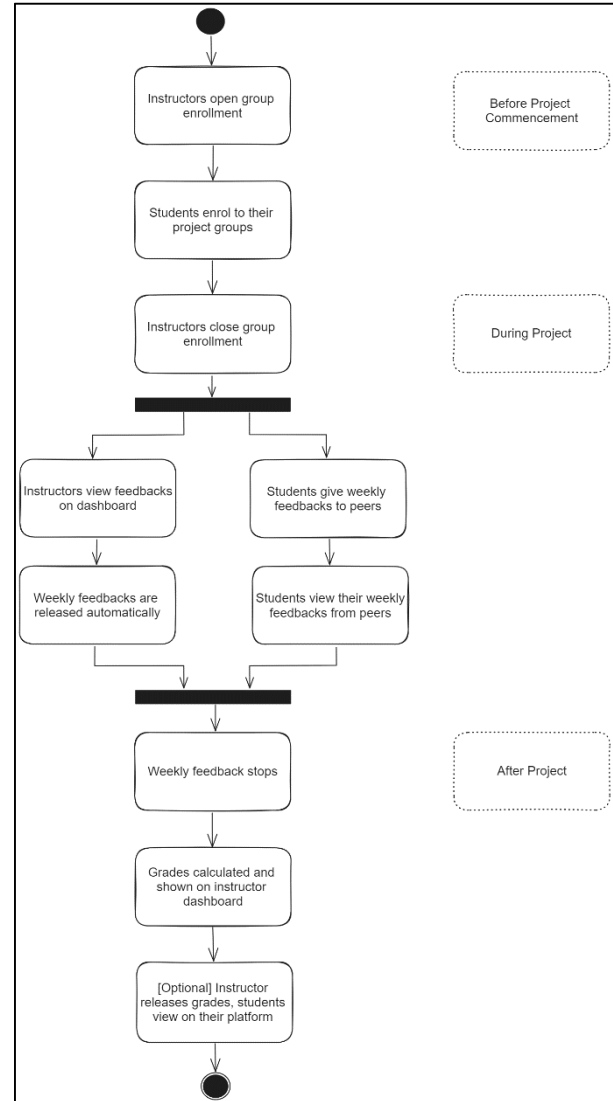 Instructors open group
enrollment
Before Project
Commencement
Students enrol to their
project groups
Instructors close group
enrollment
During Project
Instructors view feedbacks
on dashboard
Students give weekly
feedbacks to peers
Weekly feedbacks are
released automatically
Students view their weekly
feedbacks from peers
Weekly feedback stops
After Project
Grades calculated and
shown on instructor
dashboard
[Optional] Instructor
releases grades, students
view on their platform